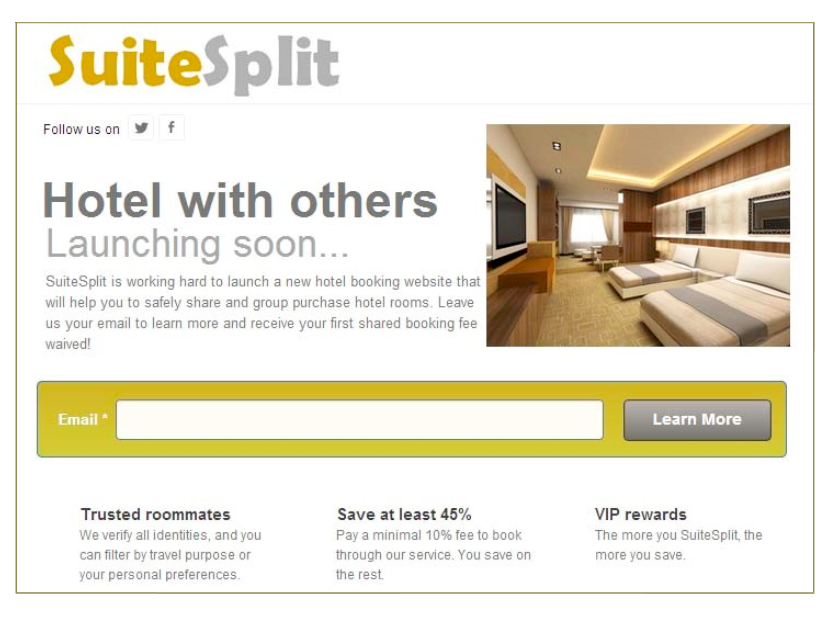 SuiteSplit
Follow us on
Hotel with others
Launching soon...
SuiteSplit is working hard to launch a new hotel booking website that
will help you to safely share and group purchase hotel rooms. Leave
us your email to learn more and receive your first shared booking fee
waived!
Email *
Learn More
Trusted roommates
We verify all identities, and you
can filter by travel purpose or
your personal preferences.
Save at least 45%
Pay a minimal 10% fee to book
through our service. You save on
the rest.
VIP rewards
The more you SuiteSplit, the
more you save.